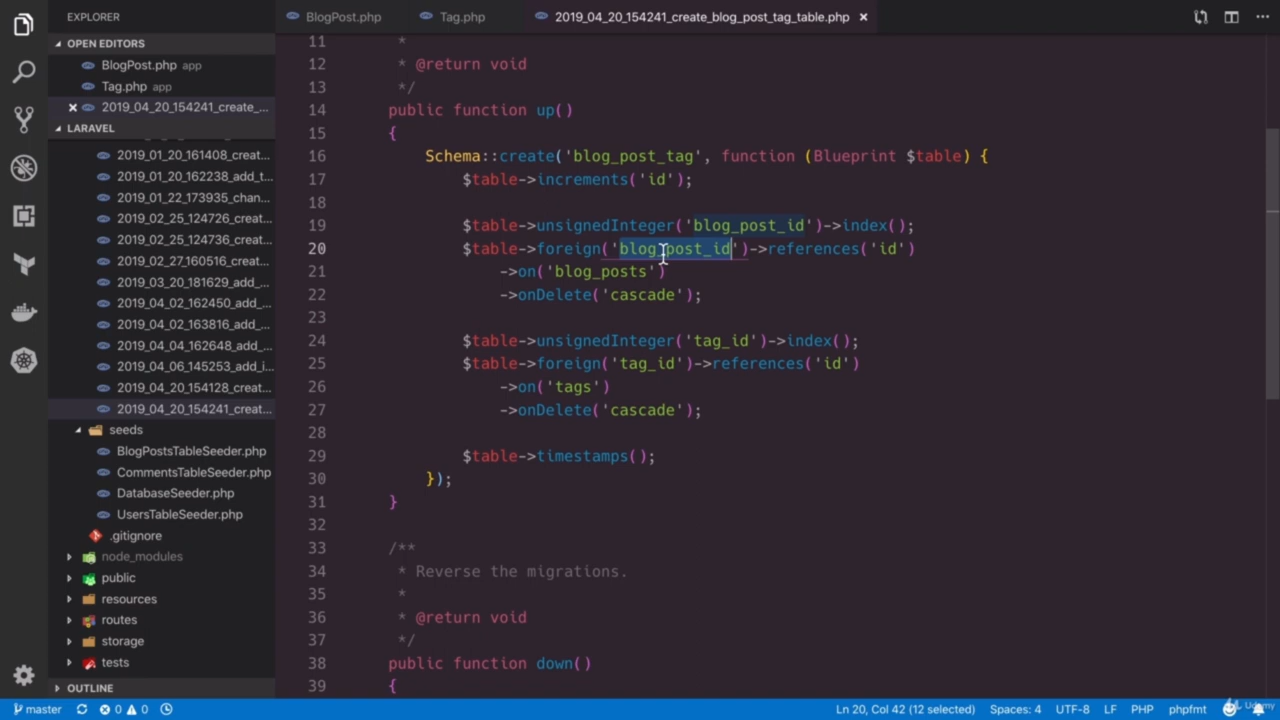 EXPLORER
BlogPost.php
Tag.php
2019_04_20_154241_create_blog_post_tag_table.php
OPEN EDITORS
BlogPost.php app
Tag.php app
2019_04_20_154241_create_...
LARAVEL
2019_01_20_161408_creat...
2019_01_20_162238_add_t...
2019_01_22_173935_chan...
2019_02_25_124726_creat...
2019_02_25_124736_creat...
2019_02_27_160516_creat...
2019_03_20_181629_creat...
2019_04_02_162450_add_...
2019_04_02_163816_add_...
2019_04_04_162648_add_...
2019_04_06_145253_add_i...
2019_04_20_154128_creat...
2019_04_20_154241_creat...
seeds
BlogPostsTableSeeder.php
CommentsTableSeeder.php
DatabaseSeeder.php
UsersTableSeeder.php
.gitignore
node_modules
public
resources
routes
storage
tests
OUTLINE
11 *
12 * @return void
13 */
14 public function up()
15 {
16 Schema::create('blog_post_tag', function (Blueprint $table) {
17 $table->increments('id');
18
19 $table->unsignedInteger('blog_post_id')->index();
20 $table->foreign('blog_post_id')->references('id')
21 ->on('blog_posts')
22 ->onDelete('cascade');
23
24 $table->unsignedInteger('tag_id')->index();
25 $table->foreign('tag_id')->references('id')
26 ->on('tags')
27 ->onDelete('cascade');
28
29 $table->timestamps();
30 });
31 }
32
33 /**
34 * Reverse the migrations.
35 *
36 * @return void
37 */
38 public function down()
39 {
master 0 0 Ln 20, Col 42 (12 selected) Spaces: 4 UTF-8 LF PHP phpfmt